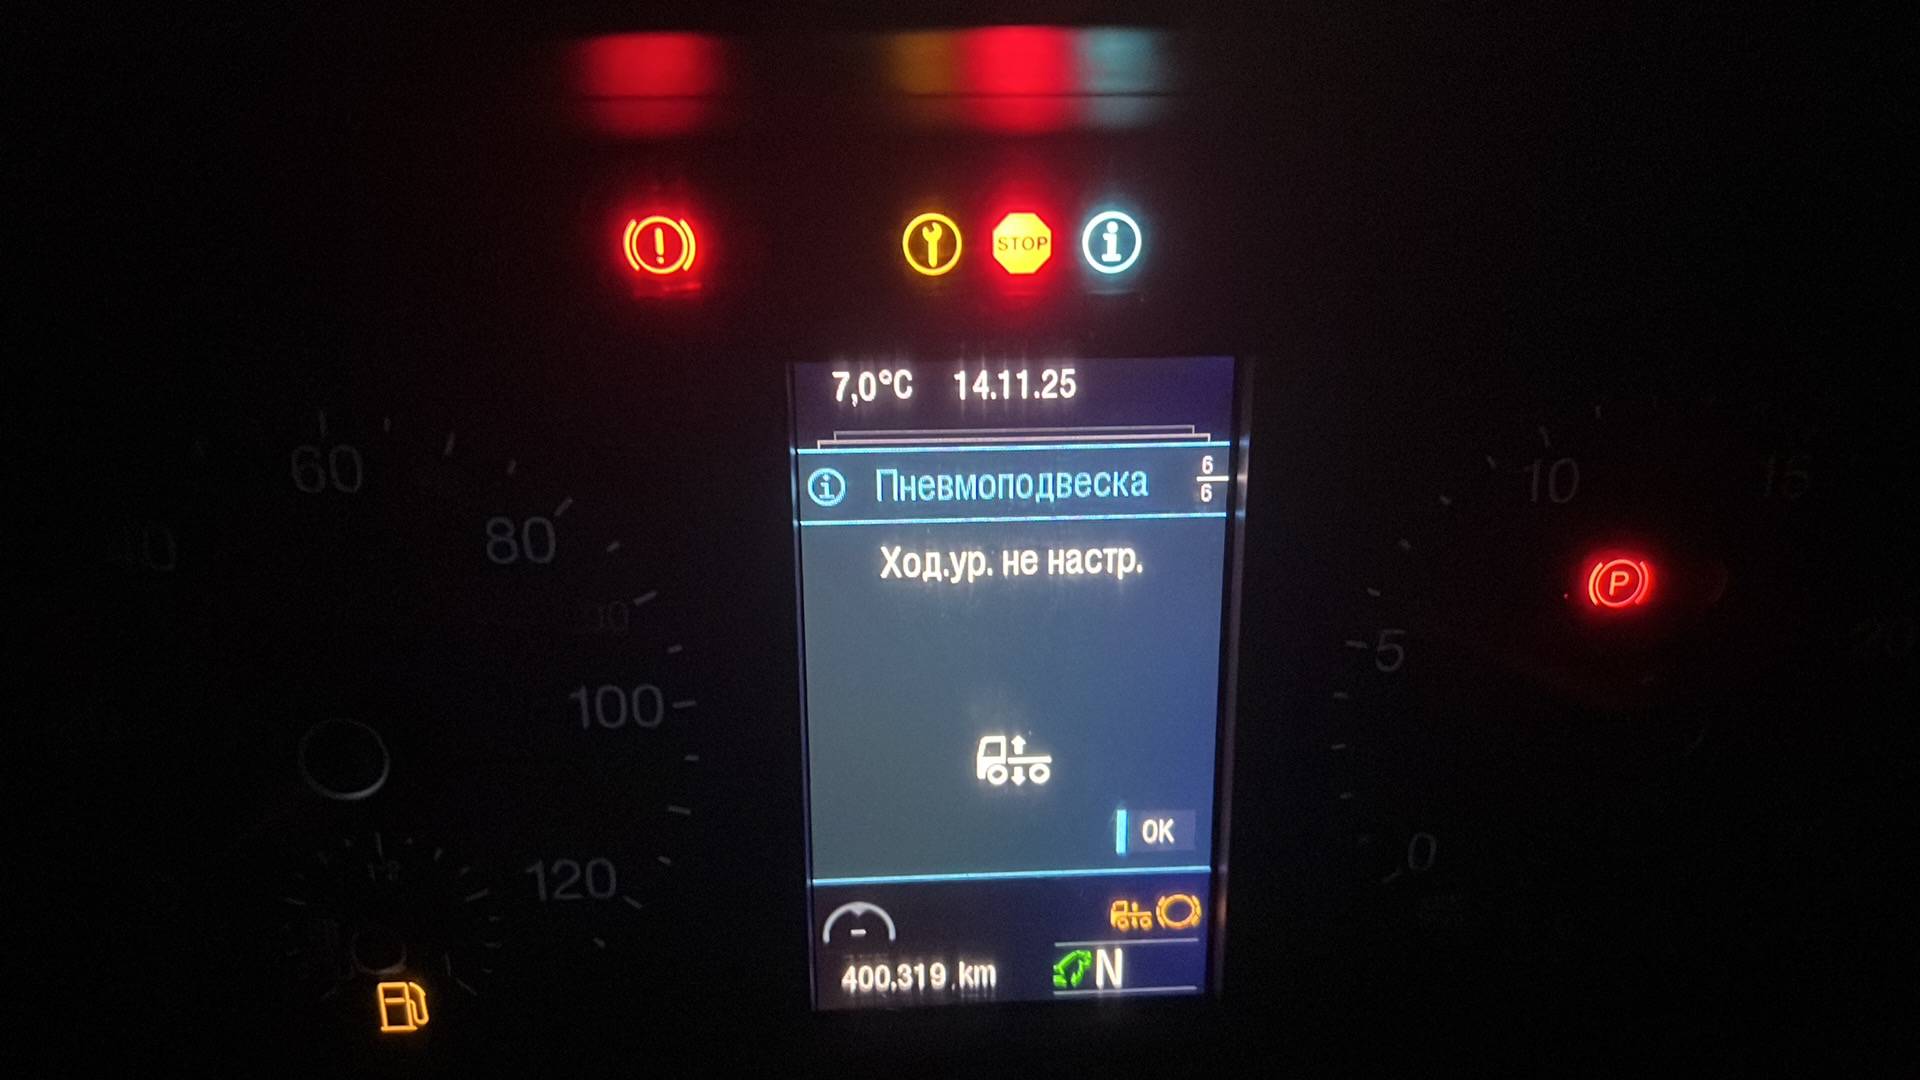 STOP
7,0°C 14.11.25
i Пневмоподвеска 6/6
Ход.ур. не настр.
60
80
100
120
10
15
5
0
P
OK
400.319 km
N